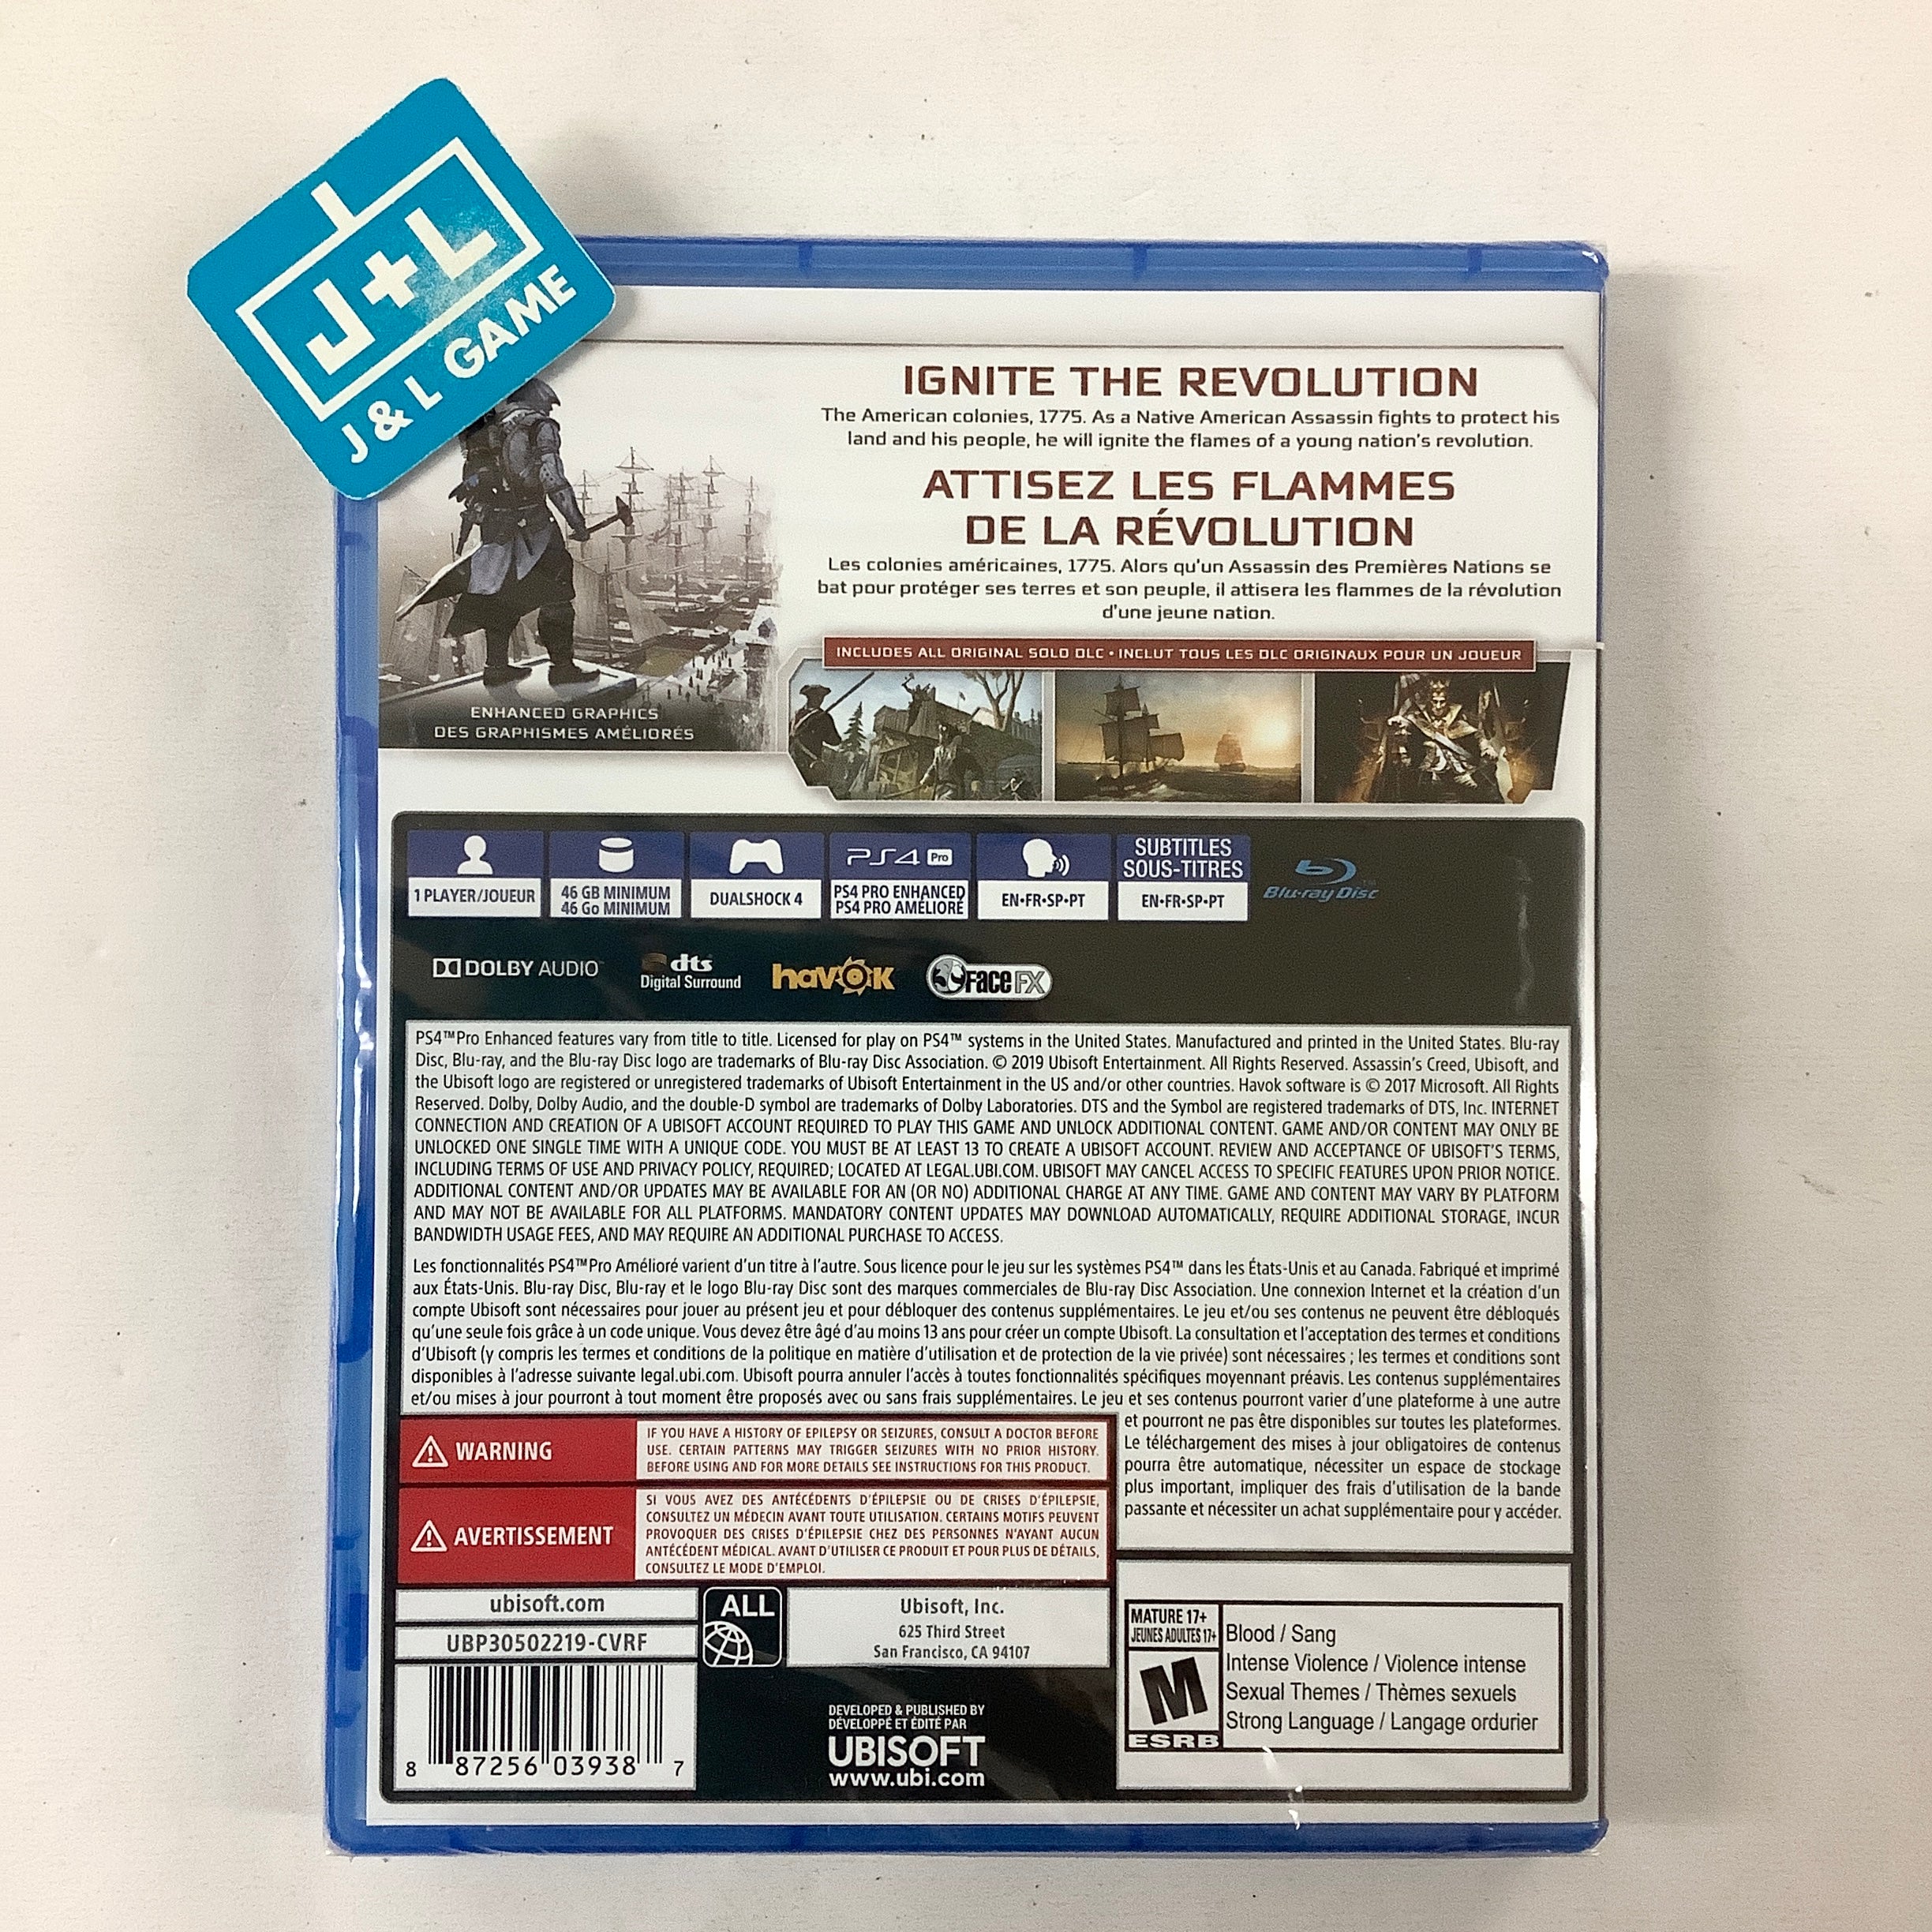 J+L
J & L GAME
IGNITE THE REVOLUTION
The American colonies, 1775. As a Native American Assassin fights to protect his
land and his people, he will ignite the flames of a young nation's revolution.
ATTISEZ LES FLAMMES
DE LA RÉVOLUTION
Les colonies américaines, 1775. Alors qu'un Assassin des Premières Nations se
bat pour protéger ses terres et son peuple, il attisera les flammes de la révolution
d'une jeune nation.
INCLUDES ALL ORIGINAL SOLO DLC • INCLUT TOUS LES DLC ORIGINAUX POUR UN JOUEUR
ENHANCED GRAPHICS
DES GRAPHISMES AMÉLIORÉS
1 PLAYER/JOUEUR
46 GB MINIMUM
46 Go MINIMUM
DUALSHOCK 4
PS4 Pro
PS4 PRO ENHANCED
PS4 PRO AMÉLIORÉ
EN•FR•SP•PT
SUBTITLES
SOUS-TITRES
EN•FR•SP•PT
Blu-ray Disc™
DOLBY AUDIO™
dts
Digital Surround
havok
FaceFX
PS4™Pro Enhanced features vary from title to title. Licensed for play on PS4™ systems in the United States. Manufactured and printed in the United States. Blu-ray
Disc, Blu-ray, and the Blu-ray Disc logo are trademarks of Blu-ray Disc Association. © 2019 Ubisoft Entertainment. All Rights Reserved. Assassin's Creed, Ubisoft, and
the Ubisoft logo are registered or unregistered trademarks of Ubisoft Entertainment in the US and/or other countries. Havok software is © 2017 Microsoft. All Rights
Reserved. Dolby, Dolby Audio, and the double-D symbol are trademarks of Dolby Laboratories. DTS and the Symbol are registered trademarks of DTS, Inc. INTERNET
CONNECTION AND CREATION OF A UBISOFT ACCOUNT REQUIRED TO PLAY THIS GAME AND UNLOCK ADDITIONAL CONTENT. GAME AND/OR CONTENT MAY ONLY BE
UNLOCKED ONE SINGLE TIME WITH A UNIQUE CODE. YOU MUST BE AT LEAST 13 TO CREATE A UBISOFT ACCOUNT. REVIEW AND ACCEPTANCE OF UBISOFT'S TERMS,
INCLUDING TERMS OF USE AND PRIVACY POLICY, REQUIRED; LOCATED AT LEGAL.UBI.COM. UBISOFT MAY CANCEL ACCESS TO SPECIFIC FEATURES UPON PRIOR NOTICE.
ADDITIONAL CONTENT AND/OR UPDATES MAY BE AVAILABLE FOR AN (OR NO) ADDITIONAL CHARGE AT ANY TIME. GAME AND CONTENT MAY VARY BY PLATFORM
AND MAY NOT BE AVAILABLE FOR ALL PLATFORMS. MANDATORY CONTENT UPDATES MAY DOWNLOAD AUTOMATICALLY, REQUIRE ADDITIONAL STORAGE, INCUR
BANDWIDTH USAGE FEES, AND MAY REQUIRE AN ADDITIONAL PURCHASE TO ACCESS.
Les fonctionnalités PS4™Pro Amélioré varient d'un titre à l'autre. Sous licence pour le jeu sur les systèmes PS4™ dans les États-Unis et au Canada. Fabriqué et imprimé
aux États-Unis. Blu-ray Disc, Blu-ray et le logo Blu-ray Disc sont des marques commerciales de Blu-ray Disc Association. Une connexion Internet et la création d'un
compte Ubisoft sont nécessaires pour jouer au présent jeu et pour débloquer des contenus supplémentaires. Le jeu et/ou ses contenus ne peuvent être débloqués
qu'une seule fois grâce à un code unique. Vous devez être âgé d'au moins 13 ans pour créer un compte Ubisoft. La consultation et l'acceptation des termes et conditions
d'Ubisoft (y compris les termes et conditions de la politique en matière d'utilisation et de protection de la vie privée) sont nécessaires ; les termes et conditions sont
disponibles à l'adresse suivante legal.ubi.com. Ubisoft pourra annuler l'accès à toutes fonctionnalités spécifiques moyennant préavis. Les contenus supplémentaires
et/ou mises à jour pourront à tout moment être proposés avec ou sans frais supplémentaires. Le jeu et ses contenus pourront varier d'une plateforme à une autre
et pourront ne pas être disponibles sur toutes les plateformes.
Le téléchargement des mises à jour obligatoires de contenus
pourra être automatique, nécessiter un espace de stockage
plus important, impliquer des frais d'utilisation de la bande
passante et nécessiter un achat supplémentaire pour y accéder.
WARNING
IF YOU HAVE A HISTORY OF EPILEPSY OR SEIZURES, CONSULT A DOCTOR BEFORE
USE. CERTAIN PATTERNS MAY TRIGGER SEIZURES WITH NO PRIOR HISTORY.
BEFORE USING AND FOR MORE DETAILS SEE INSTRUCTIONS FOR THIS PRODUCT.
AVERTISSEMENT
SI VOUS AVEZ DES ANTÉCÉDENTS D'ÉPILEPSIE OU DE CRISES D'ÉPILEPSIE,
CONSULTEZ UN MÉDECIN AVANT TOUTE UTILISATION. CERTAINS MOTIFS PEUVENT
PROVOQUER DES CRISES D'ÉPILEPSIE CHEZ DES PERSONNES N'AYANT AUCUN
ANTÉCÉDENT MÉDICAL. AVANT D'UTILISER CE PRODUIT ET POUR PLUS DE DÉTAILS,
CONSULTEZ LE MODE D'EMPLOI.
ubisoft.com
UBP30502219-CVRF
ALL
Ubisoft, Inc.
625 Third Street
San Francisco, CA 94107
8 87256 03938 7
DEVELOPED & PUBLISHED BY
DÉVELOPPÉ ET ÉDITÉ PAR
UBISOFT
www.ubi.com
MATURE 17+
JEUNES ADULTES 17+
M
ESRB
Blood / Sang
Intense Violence / Violence intense
Sexual Themes / Thèmes sexuels
Strong Language / Langage ordurier